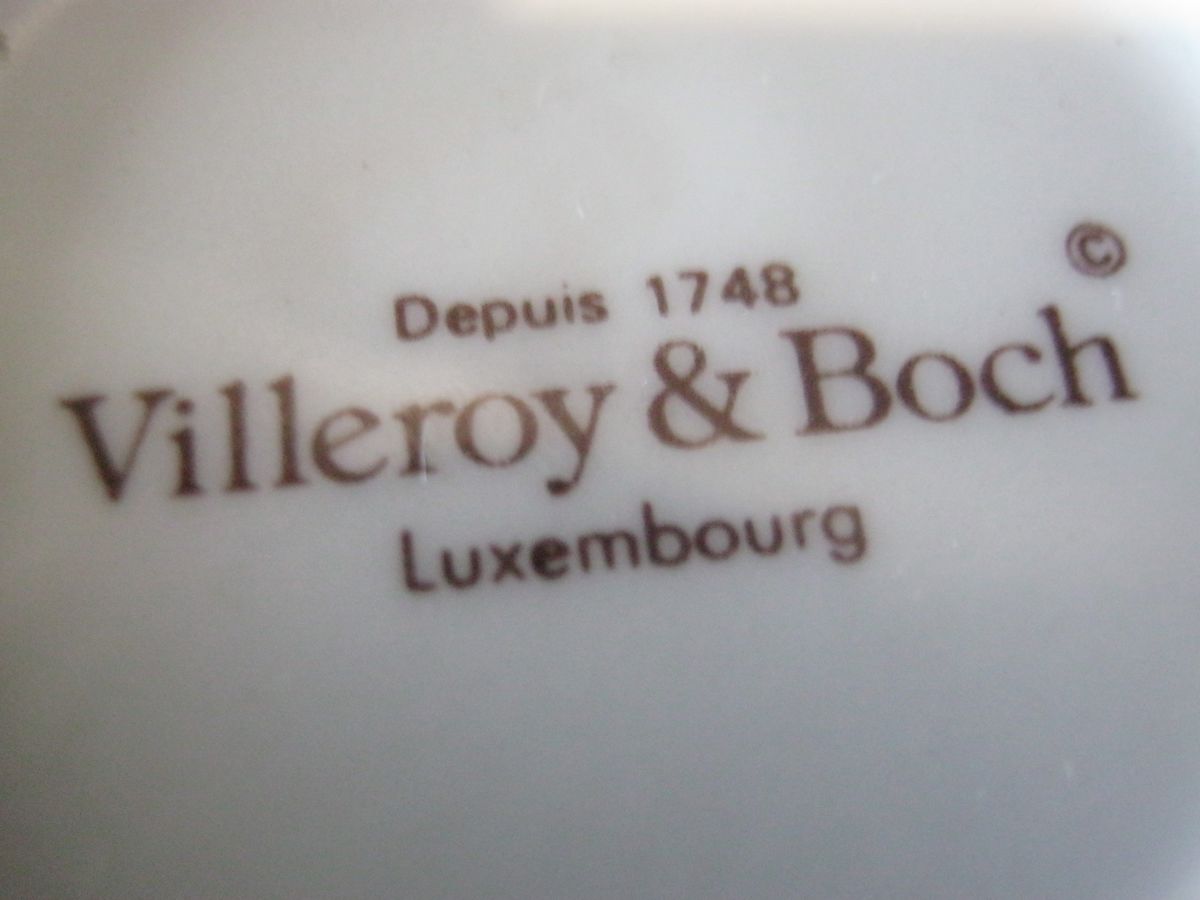 Depuis 1748
©
Villeroy & Boch
Luxembourg